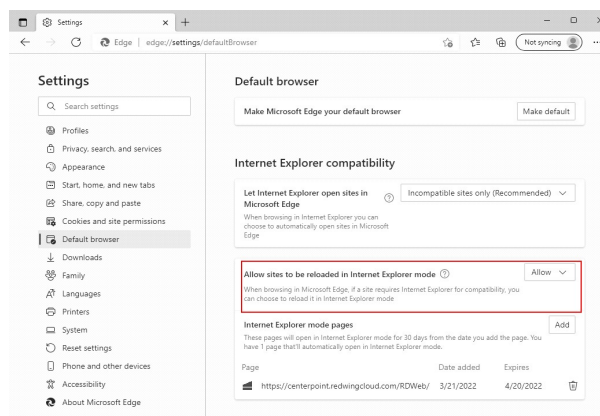 Settings
Edge | edge://settings/defaultBrowser
Not syncing
Settings
Search settings
Profiles
Privacy, search, and services
Appearance
Start, home, and new tabs
Share, copy and paste
Cookies and site permissions
Default browser
Downloads
Family
Languages
Printers
System
Reset settings
Phone and other devices
Accessibility
About Microsoft Edge
Default browser
Make Microsoft Edge your default browser
Make default
Internet Explorer compatibility
Let Internet Explorer open sites in
Microsoft Edge
Incompatible sites only (Recommended)
When browsing in Internet Explorer you can
choose to automatically open sites in Microsoft
Edge
Allow sites to be reloaded in Internet Explorer mode
Allow
When browsing in Microsoft Edge, if a site requires Internet Explorer for compatibility, you
can choose to reload it in Internet Explorer mode
Internet Explorer mode pages
Add
These pages will open in Internet Explorer mode for 30 days from the date you add the page. You
have 1 page that'll automatically open in Internet Explorer mode.
Page Date added Expires
https://centerpoint.redwingcloud.com/RDWeb/ 3/21/2022 4/20/2022